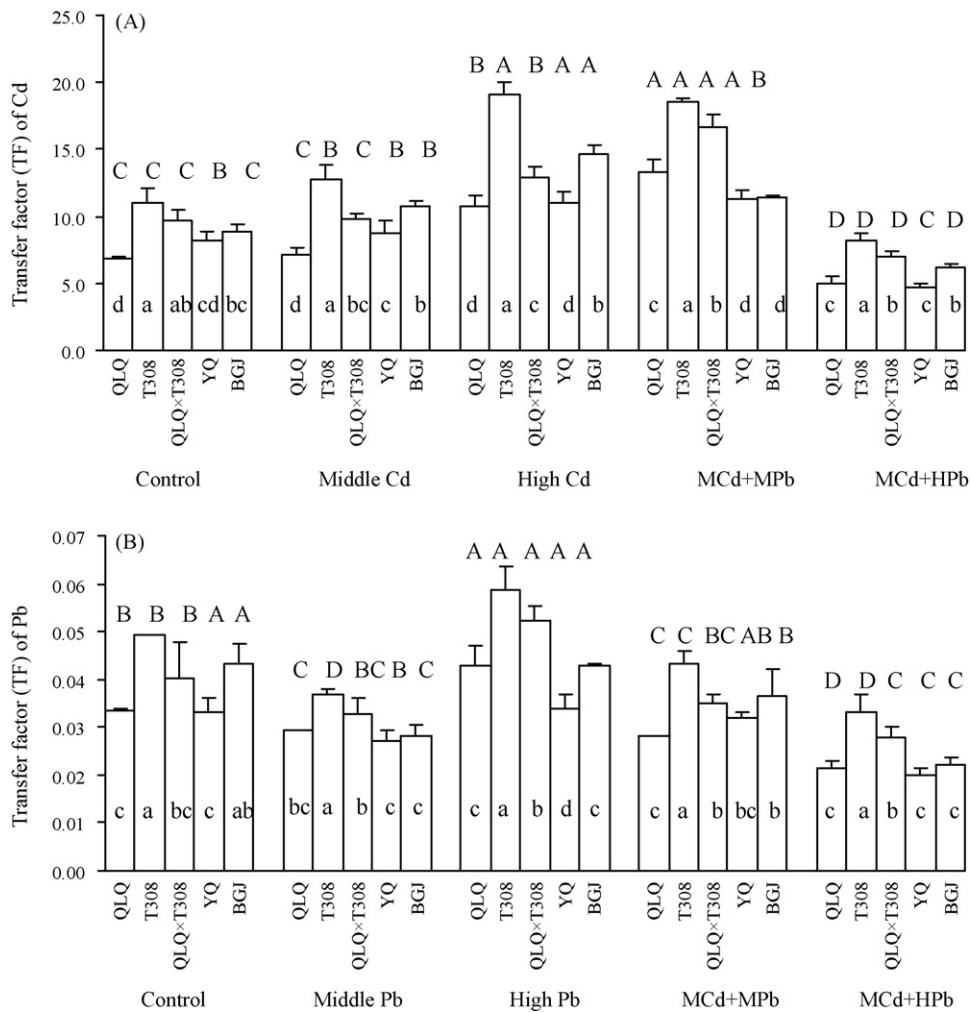 (A)
Transfer factor (TF) of Cd
25.0
20.0
15.0
10.0
5.0
0.0
C C C B C
C B C B B
B A B A A
A A A A B
D D D C D
d a ab cd bc
d a bc c b
d a c d b
c a b d d
c a b c b
QLQ T308 QLQ×T308 YQ BGJ
QLQ T308 QLQ×T308 YQ BGJ
QLQ T308 QLQ×T308 YQ BGJ
QLQ T308 QLQ×T308 YQ BGJ
QLQ T308 QLQ×T308 YQ BGJ
Control Middle Cd High Cd MCd+MPb MCd+HPb
(B)
Transfer factor (TF) of Pb
0.07
0.06
0.05
0.04
0.03
0.02
0.01
0.00
B B B A A
C D BC B C
A A A A A
C C BC AB B
D D C C C
c a bc c ab
bc a b c c
c a b d c
c a b bc b
c a b c c
QLQ T308 QLQ×T308 YQ BGJ
QLQ T308 QLQ×T308 YQ BGJ
QLQ T308 QLQ×T308 YQ BGJ
QLQ T308 QLQ×T308 YQ BGJ
QLQ T308 QLQ×T308 YQ BGJ
Control Middle Pb High Pb MCd+MPb MCd+HPb